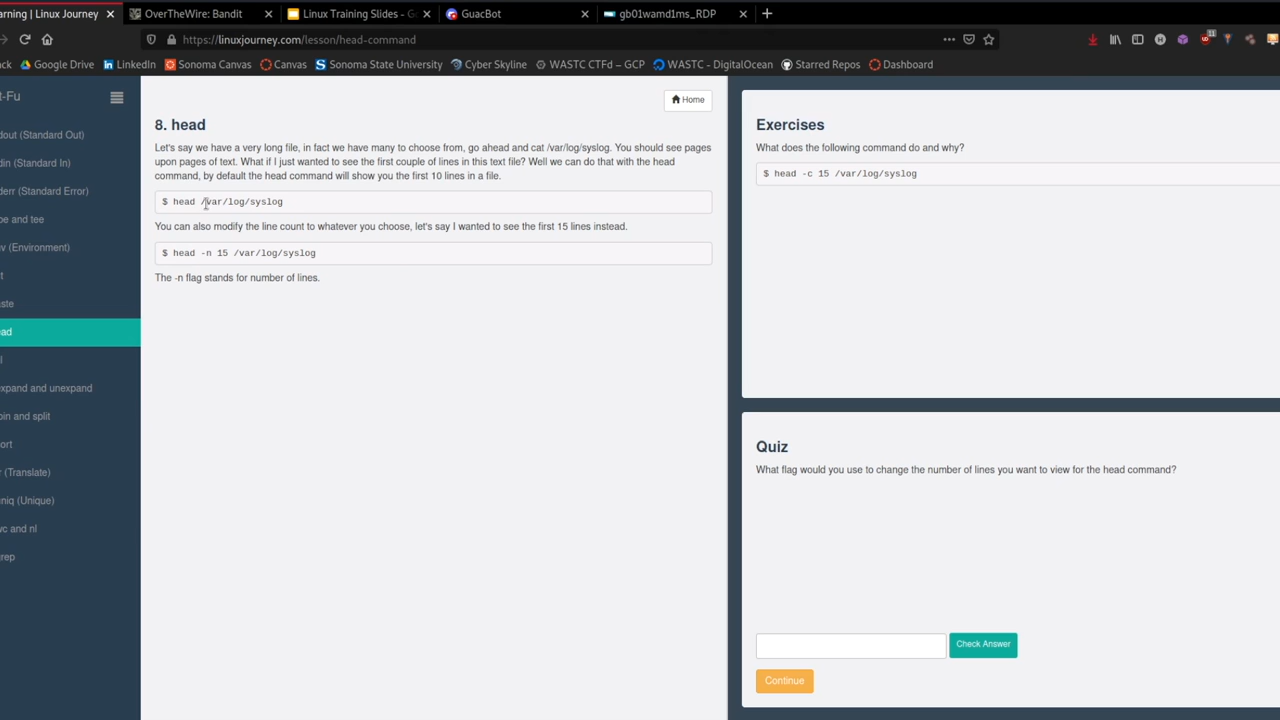 arning | Linux Journey
OverTheWire: Bandit
Linux Training Slides - G
GuacBot
gb01wamd1ms_RDP
https://linuxjourney.com/lesson/head-command
11
ack
Google Drive
LinkedIn
Sonoma Canvas
Canvas
Sonoma State University
Cyber Skyline
WASTC CTFd – GCP
WASTC - DigitalOcean
Starred Repos
Dashboard
t-Fu
dout (Standard Out)
din (Standard In)
derr (Standard Error)
pe and tee
nv (Environment)
t
aste
ead
l
xpand and unexpand
oin and split
ort
r (Translate)
niq (Unique)
vc and nl
rep
Home
8. head
Let's say we have a very long file, in fact we have many to choose from, go ahead and cat /var/log/syslog. You should see pages
upon pages of text. What if I just wanted to see the first couple of lines in this text file? Well we can do that with the head
command, by default the head command will show you the first 10 lines in a file.
$ head /var/log/syslog
You can also modify the line count to whatever you choose, let's say I wanted to see the first 15 lines instead.
$ head -n 15 /var/log/syslog
The -n flag stands for number of lines.
Exercises
What does the following command do and why?
$ head -c 15 /var/log/syslog
Quiz
What flag would you use to change the number of lines you want to view for the head command?
Check Answer
Continue